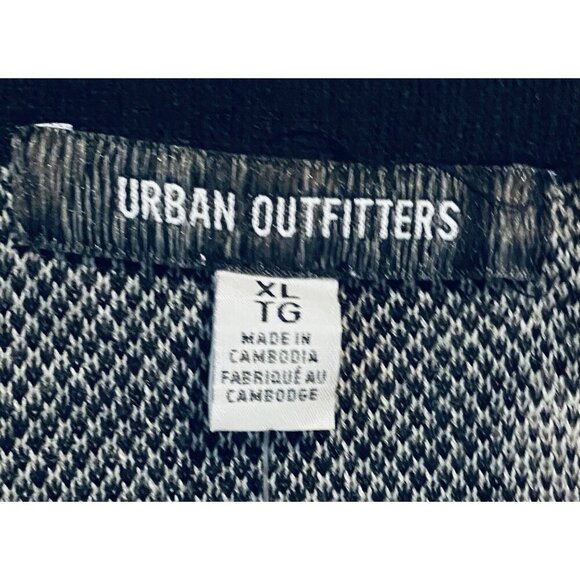 URBAN OUTFITTERS
XL
TG
MADE IN
CAMBODIA
FABRIQUÉ AU
CAMBODGE